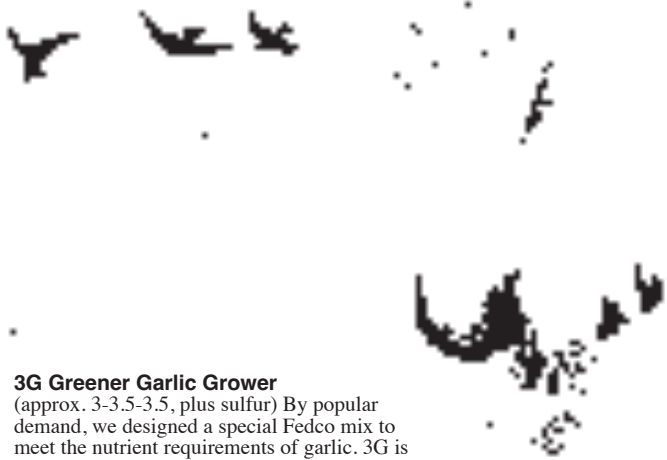 3G Greener Garlic Grower
(approx. 3-3.5-3.5, plus sulfur) By popular
demand, we designed a special Fedco mix to
meet the nutrient requirements of garlic. 3G is